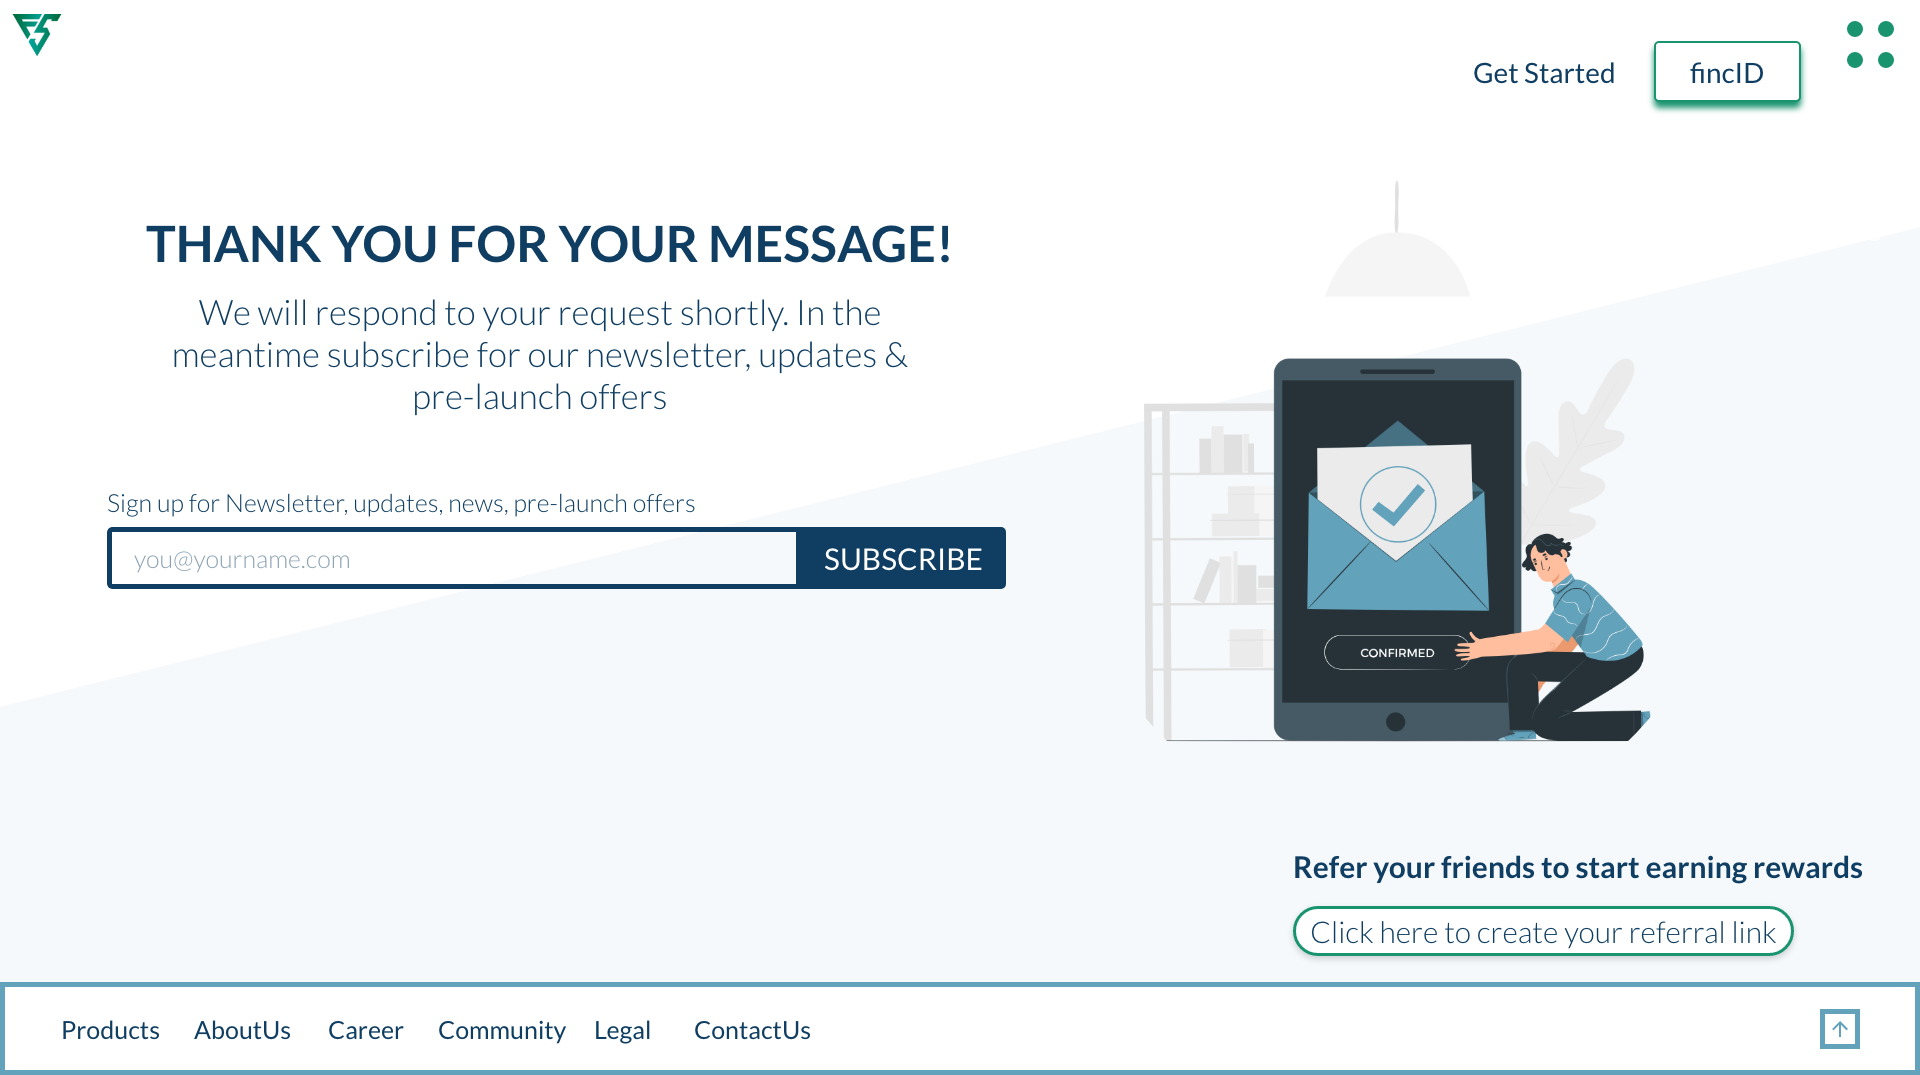 Get Started
fincID
THANK YOU FOR YOUR MESSAGE!
We will respond to your request shortly. In the
meantime subscribe for our newsletter, updates &
pre-launch offers
Sign up for Newsletter, updates, news, pre-launch offers
you@yourname.com
SUBSCRIBE
CONFIRMED
Refer your friends to start earning rewards
Click here to create your referral link
Products
AboutUs
Career
Community
Legal
ContactUs